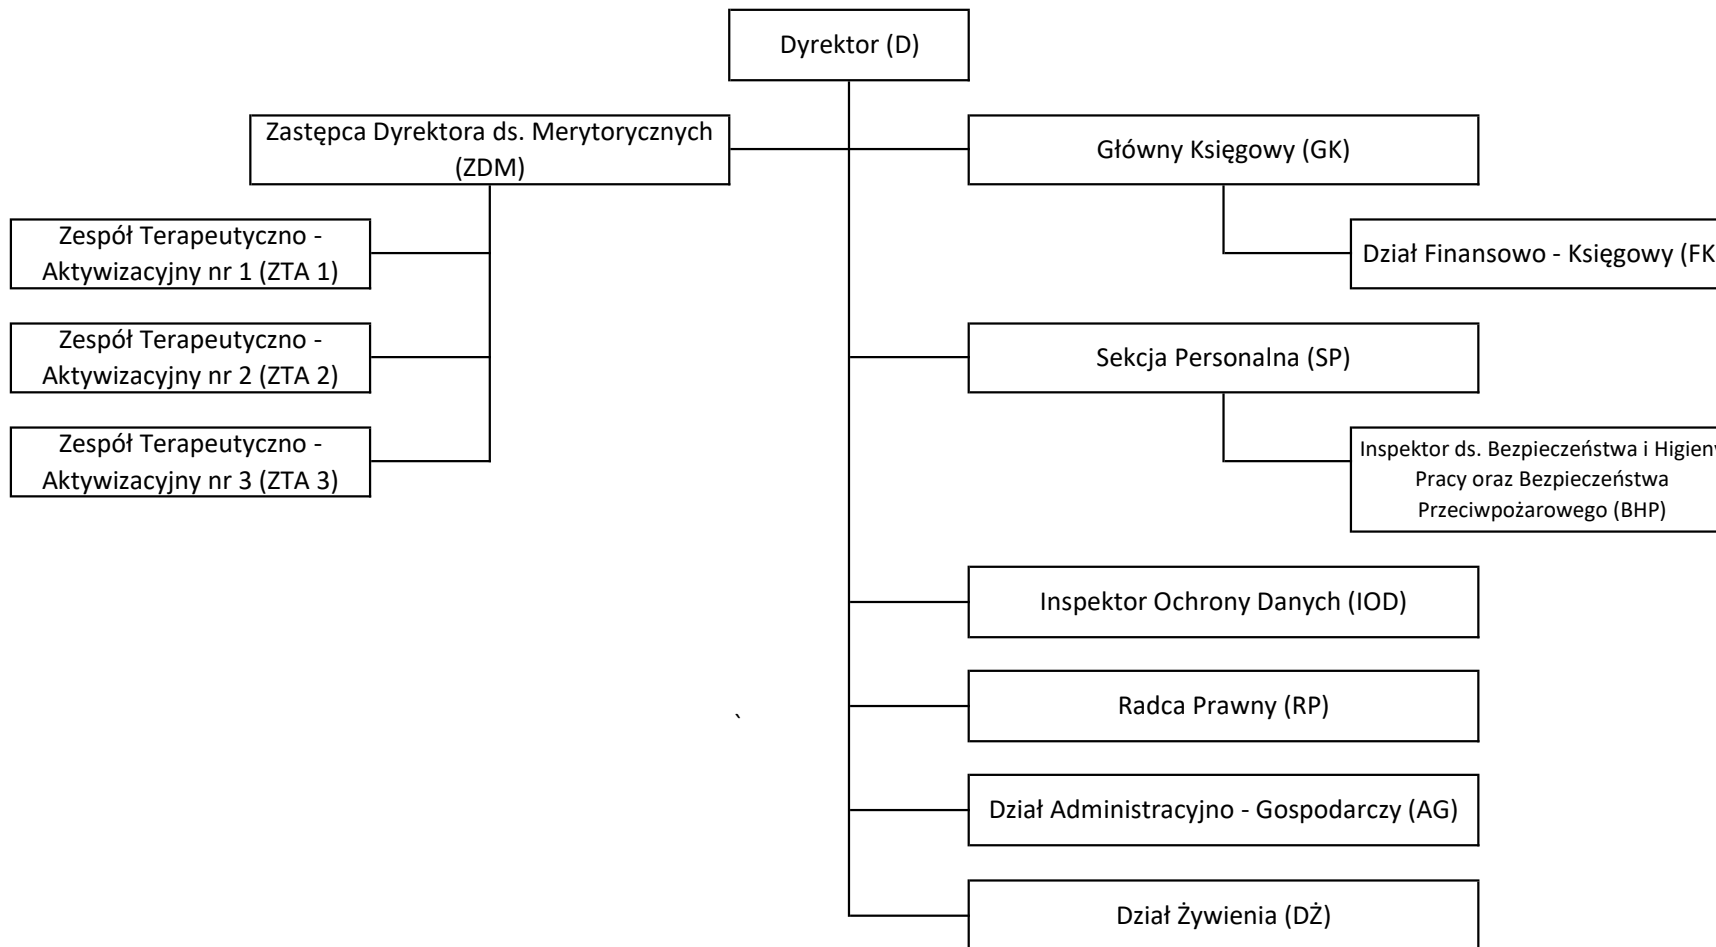 Dyrektor (D)
Zastępca Dyrektora ds. Merytorycznych
(ZDM)
Główny Księgowy (GK)
Zespół Terapeutyczno -
Aktywizacyjny nr 1 (ZTA 1)
Dział Finansowo - Księgowy (FK
Zespół Terapeutyczno -
Aktywizacyjny nr 2 (ZTA 2)
Sekcja Personalna (SP)
Zespół Terapeutyczno -
Aktywizacyjny nr 3 (ZTA 3)
Inspektor ds. Bezpieczeństwa i Higieny
Pracy oraz Bezpieczeństwa
Przeciwpożarowego (BHP)
Inspektor Ochrony Danych (IOD)
Radca Prawny (RP)
`
Dział Administracyjno - Gospodarczy (AG)
Dział Żywienia (DŻ)